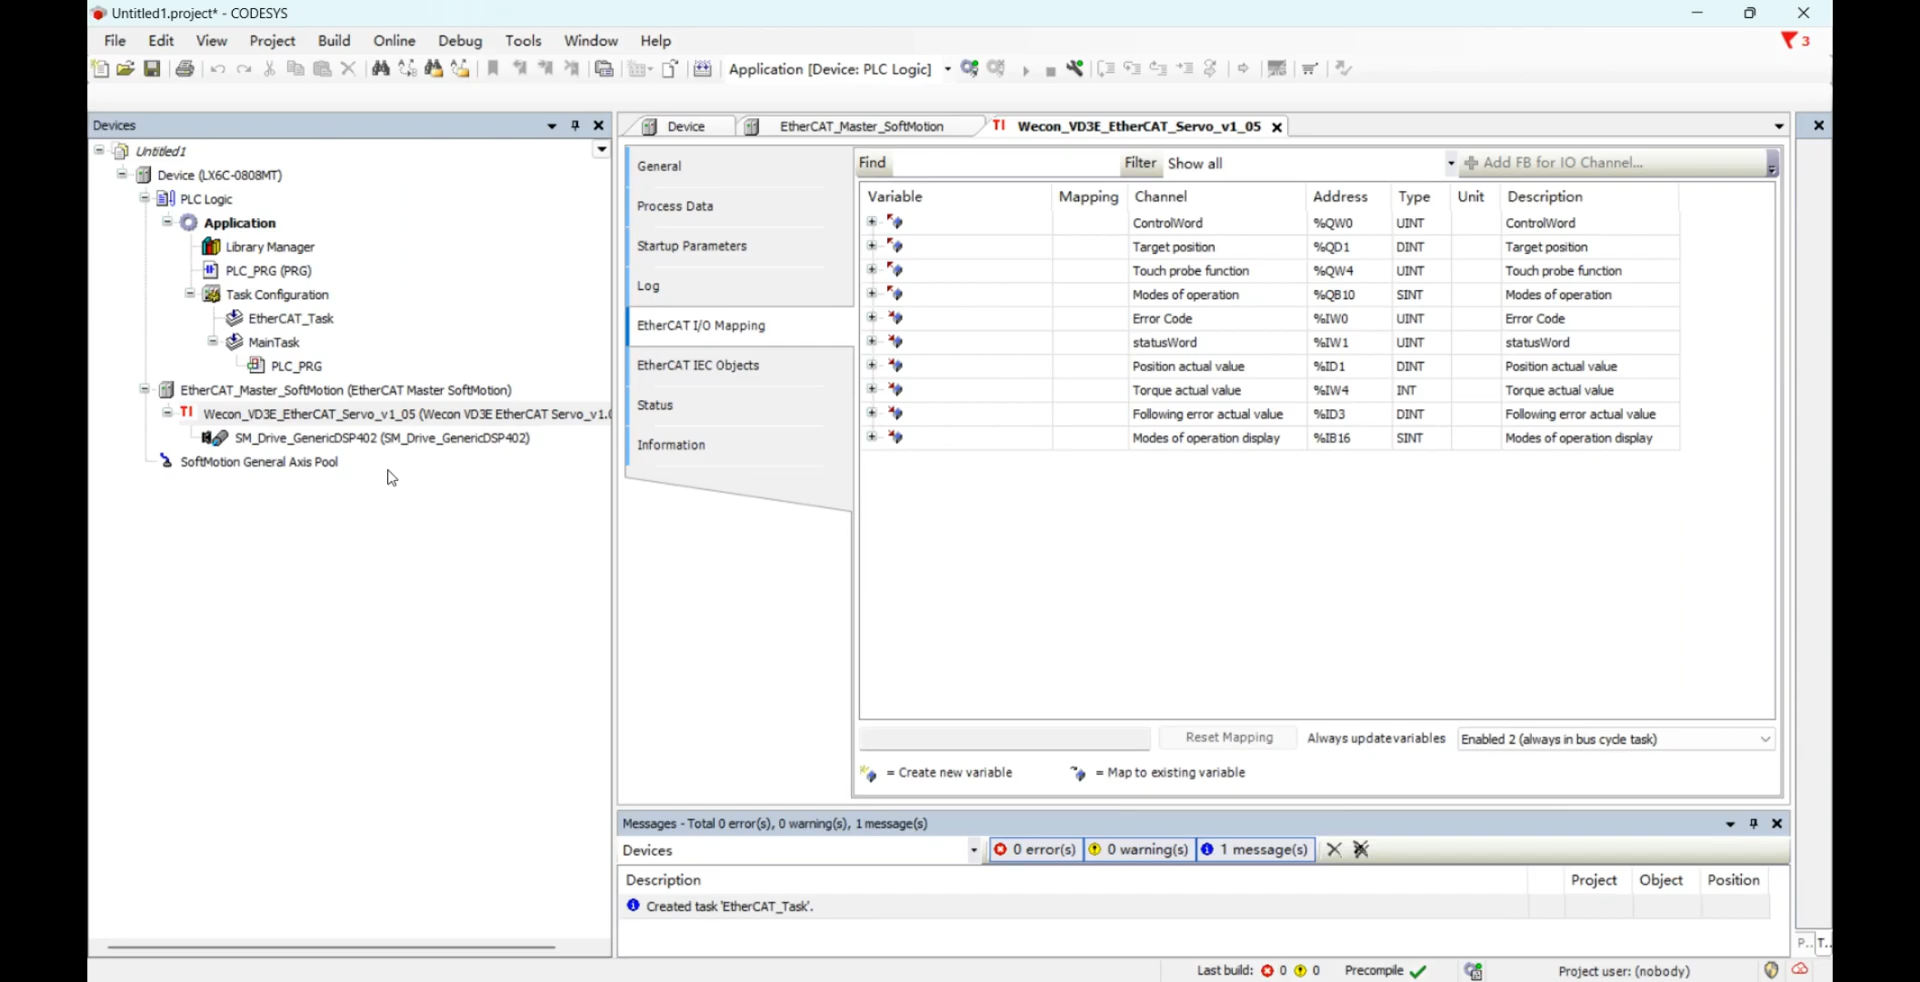 Untitled1.project* - CODESYS
File Edit View Project Build Online Debug Tools Window Help
3
Application [Device: PLC Logic]
Devices
Untitled1
Device (LX6C-0808MT)
PLC Logic
Application
Library Manager
PLC_PRG (PRG)
Task Configuration
EtherCAT_Task
MainTask
PLC_PRG
EtherCAT_Master_SoftMotion (EtherCAT Master SoftMotion)
TI Wecon_VD3E_EtherCAT_Servo_v1_05 (Wecon VD3E EtherCAT Servo_v1.0
SM_Drive_GenericDSP402 (SM_Drive_GenericDSP402)
SoftMotion General Axis Pool
Device EtherCAT_Master_SoftMotion TI Wecon_VD3E_EtherCAT_Servo_v1_05
General
Process Data
Startup Parameters
Log
EtherCAT I/O Mapping
EtherCAT IEC Objects
Status
Information
Find Filter Show all Add FB for IO Channel...
Variable Mapping Channel Address Type Unit Description
ControlWord %QW0 UINT ControlWord
Target position %QD1 DINT Target position
Touch probe function %QW4 UINT Touch probe function
Modes of operation %QB10 SINT Modes of operation
Error Code %IW0 UINT Error Code
statusWord %IW1 UINT statusWord
Position actual value %ID1 DINT Position actual value
Torque actual value %IW4 INT Torque actual value
Following error actual value %ID3 DINT Following error actual value
Modes of operation display %IB16 SINT Modes of operation display
Reset Mapping Always update variables Enabled 2 (always in bus cycle task)
= Create new variable = Map to existing variable
Messages - Total 0 error(s), 0 warning(s), 1 message(s)
Devices 0 error(s) 0 warning(s) 1 message(s)
Description Project Object Position
Created task 'EtherCAT_Task'.
P... T...
Last build: 0 0 Precompile Project user: (nobody)